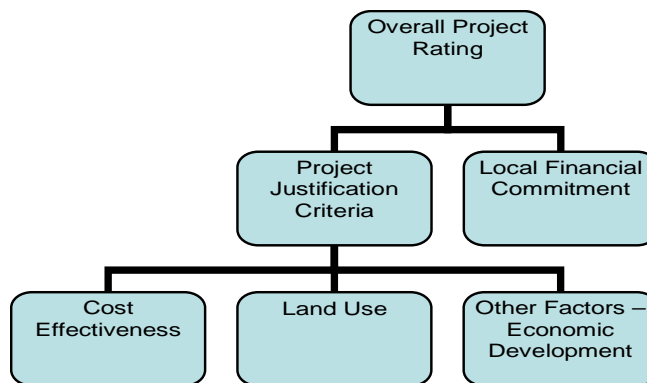 Overall Project
Rating
Project
Justification
Criteria
Local Financial
Commitment
Cost
Effectiveness
Land Use
Other Factors –
Economic
Development